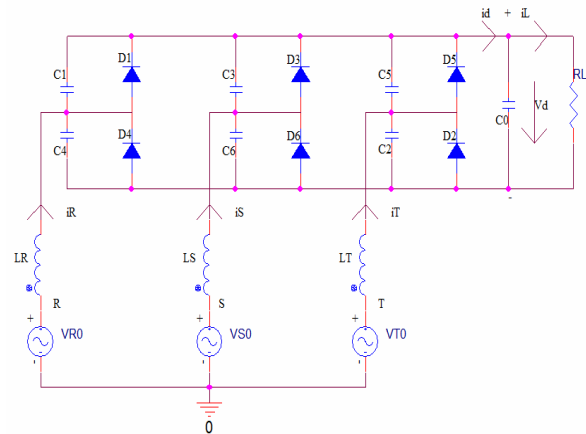 id + iL
D1 D3 D5
C1 C3 C5 RL
Vd
C0
C4 D4 C6 D6 C2 D2
-
iR iS iT
LR LS LT
R S T
+ + +
VR0 VS0 VT0
- - -
0